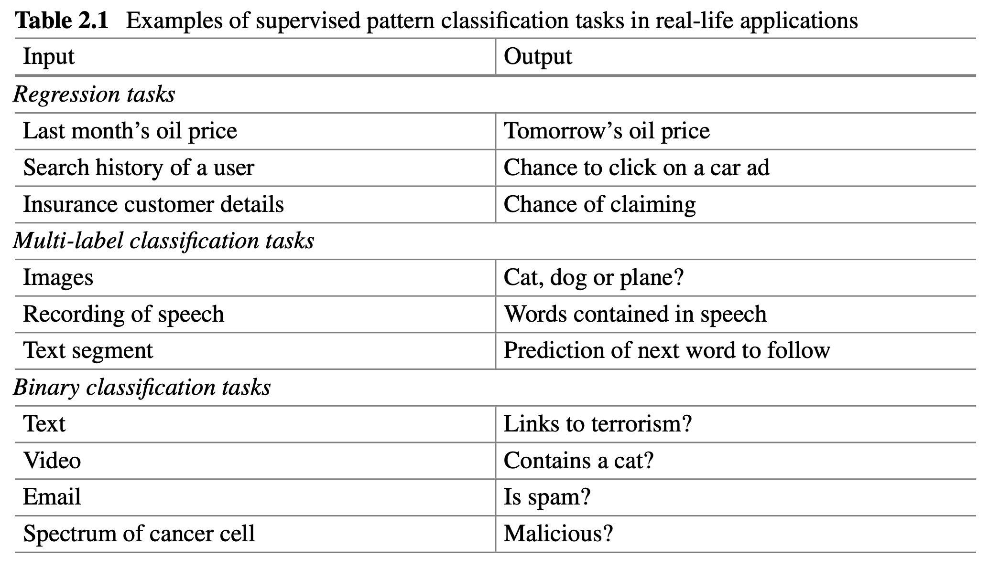 Table 2.1 Examples of supervised pattern classification tasks in real-life applications
Input Output
Regression tasks
Last month’s oil price Tomorrow’s oil price
Search history of a user Chance to click on a car ad
Insurance customer details Chance of claiming
Multi-label classification tasks
Images Cat, dog or plane?
Recording of speech Words contained in speech
Text segment Prediction of next word to follow
Binary classification tasks
Text Links to terrorism?
Video Contains a cat?
Email Is spam?
Spectrum of cancer cell Malicious?